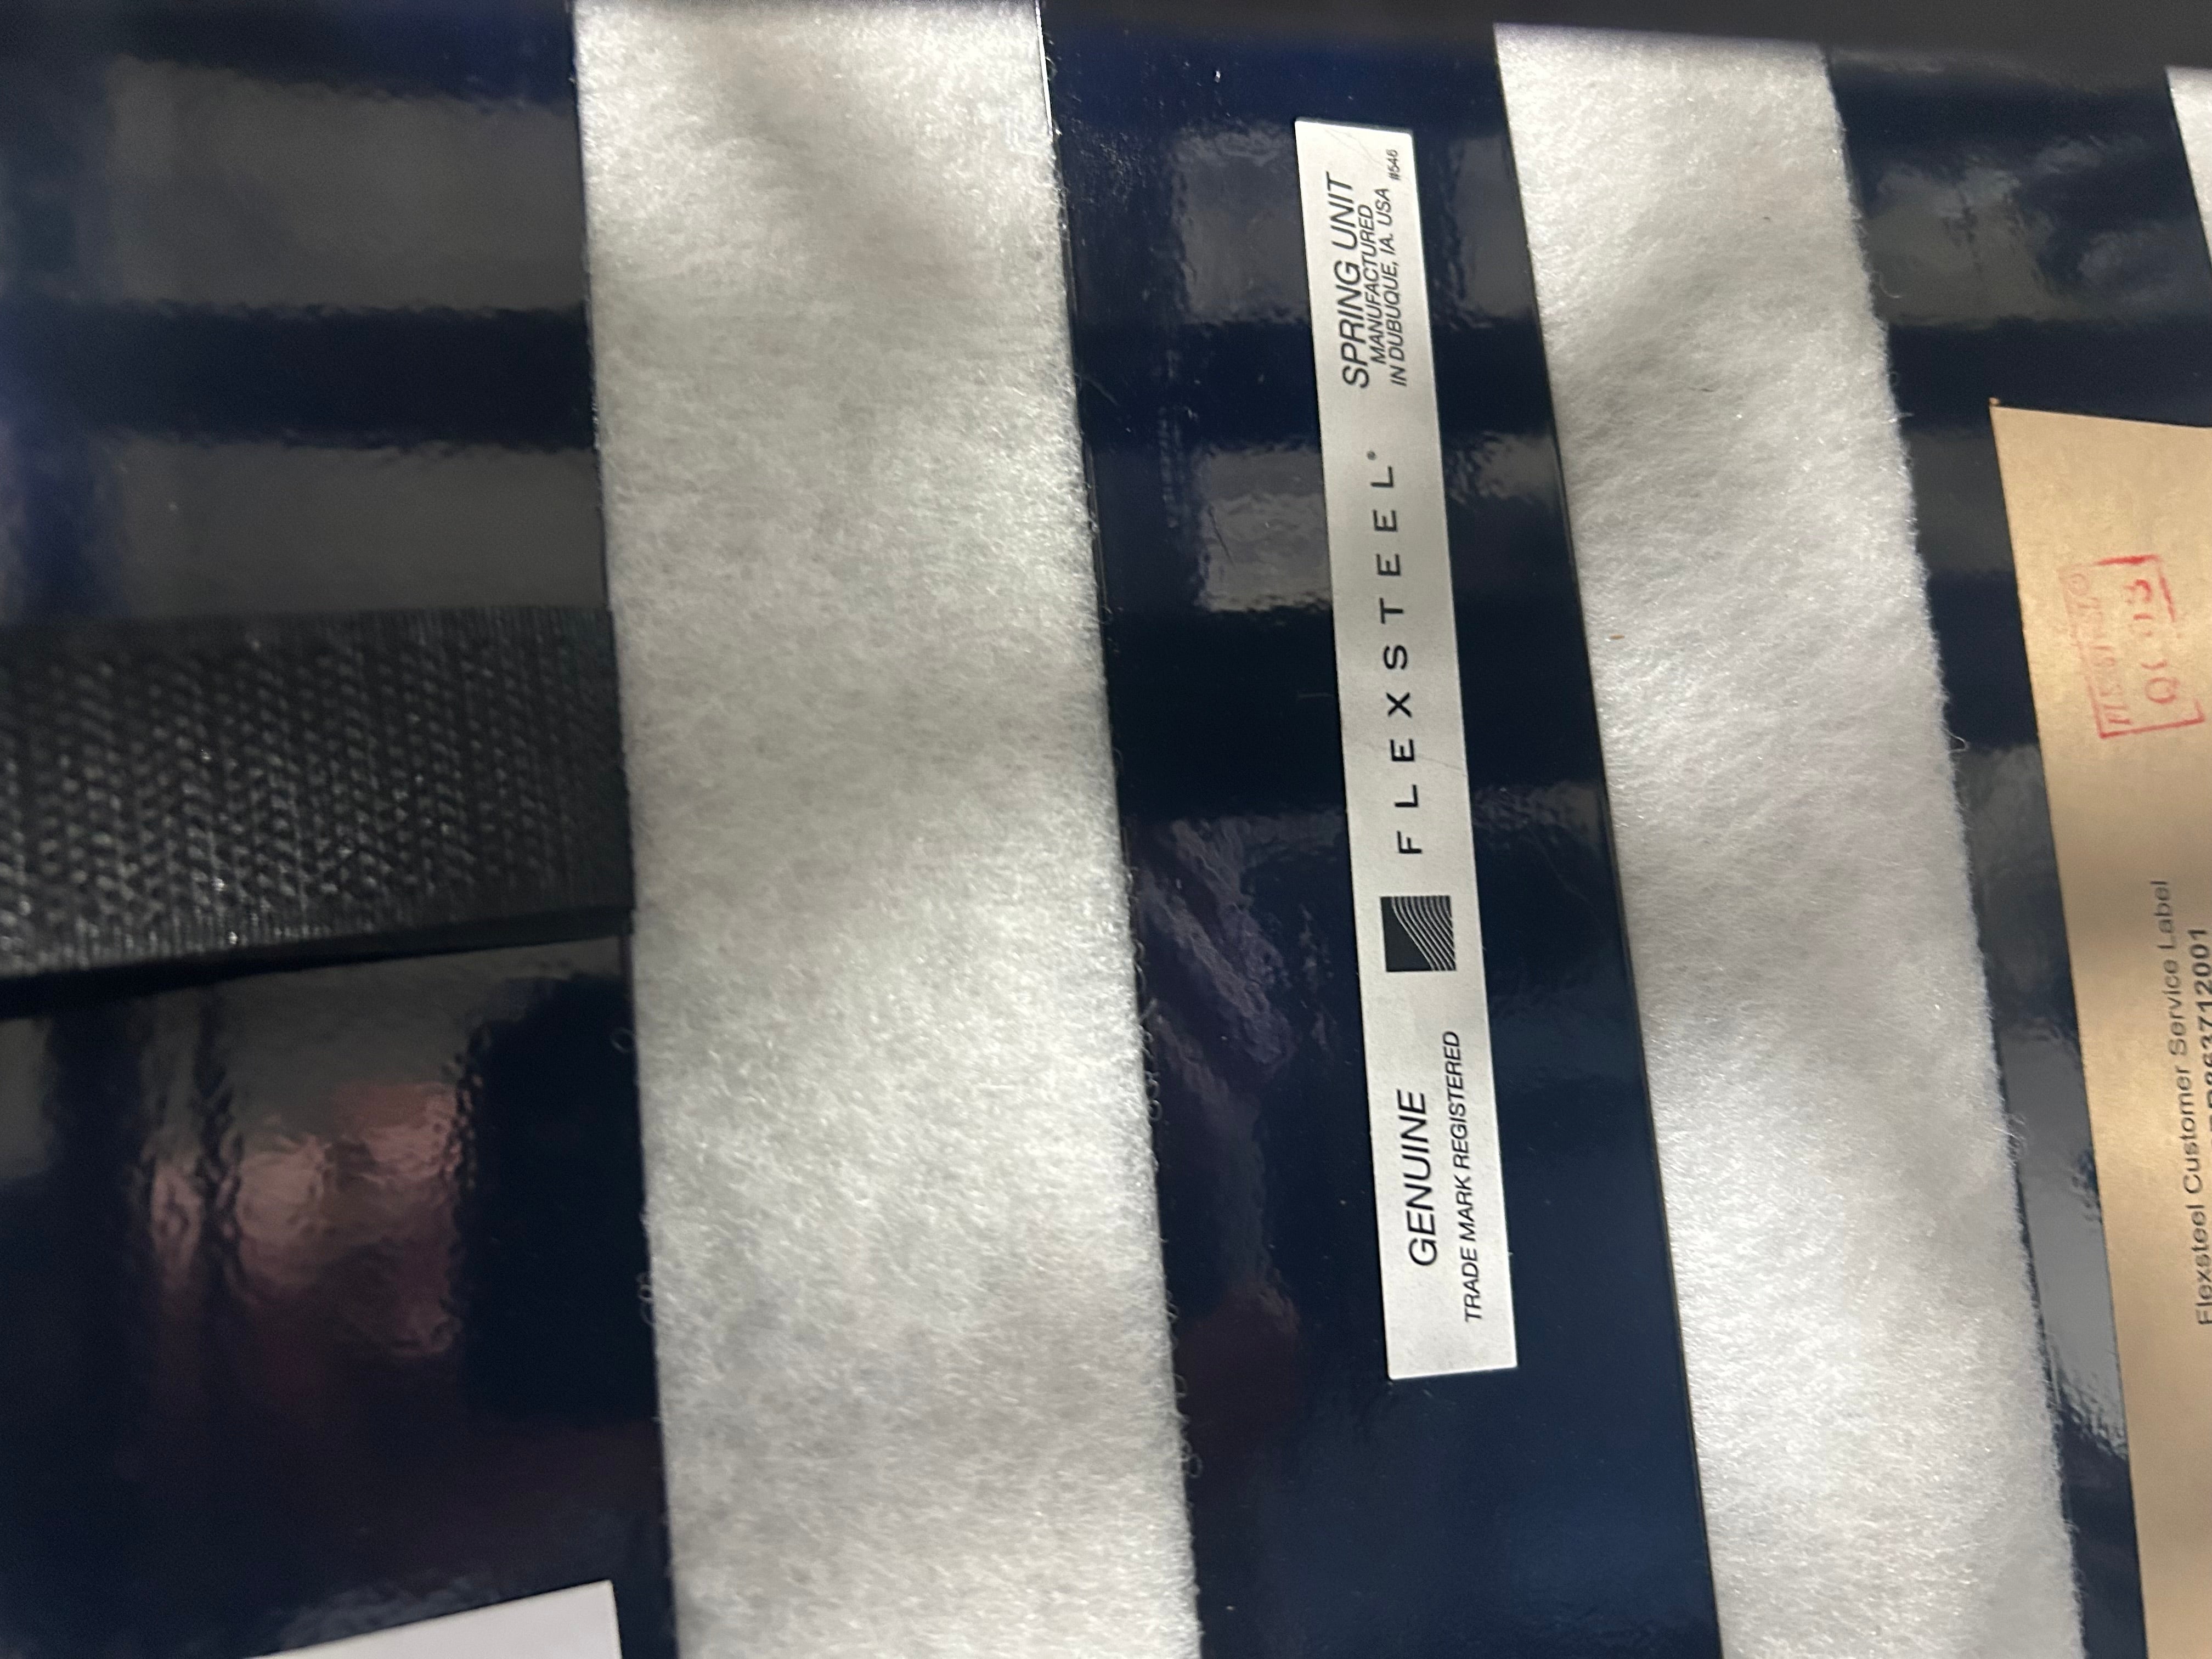 GENUINE
TRADE MARK REGISTERED
FLEXSTEEL®
SPRING UNIT
MANUFACTURED
IN DUBUQUE, IA. USA
#546
Flexsteel Customer Service Label